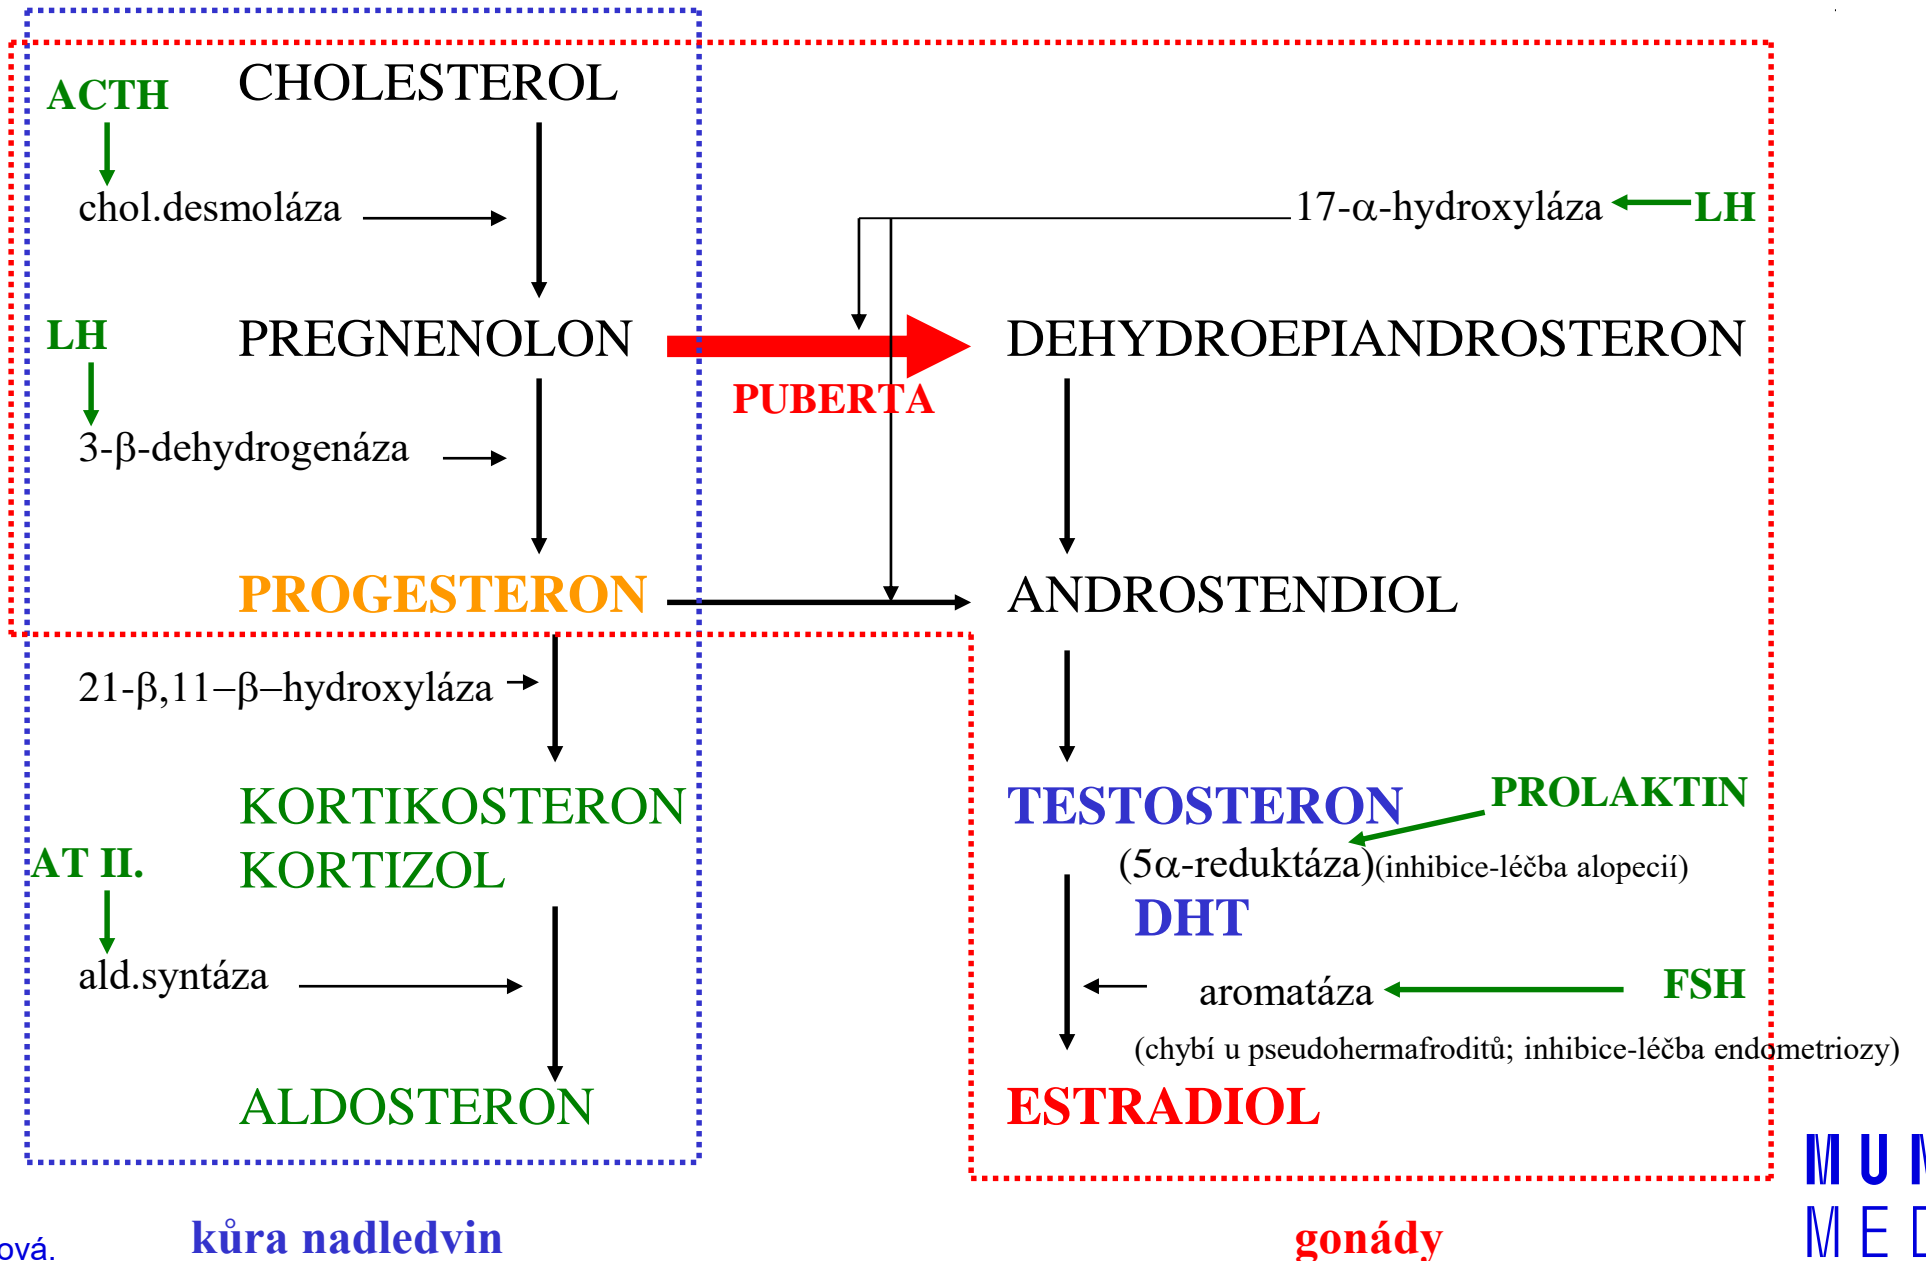 ACTH
CHOLESTEROL
chol.desmoláza
17-α-hydroxyláza
LH
LH
PREGNENOLON
DEHYDROEPIANDROSTERON
PUBERTA
3-β-dehydrogenáza
PROGESTERON
ANDROSTENDIOL
21-β,11–β–hydroxyláza
KORTIKOSTERON
TESTOSTERON
PROLAKTIN
AT II.
KORTIZOL
(5α-reduktáza)(inhibice-léčba alopecií)
DHT
ald.syntáza
aromatáza
FSH
(chybí u pseudohermafroditů; inhibice-léčba endometriozy)
ALDOSTERON
ESTRADIOL
MUN
MED
ová.
kůra nadledvin
gonády